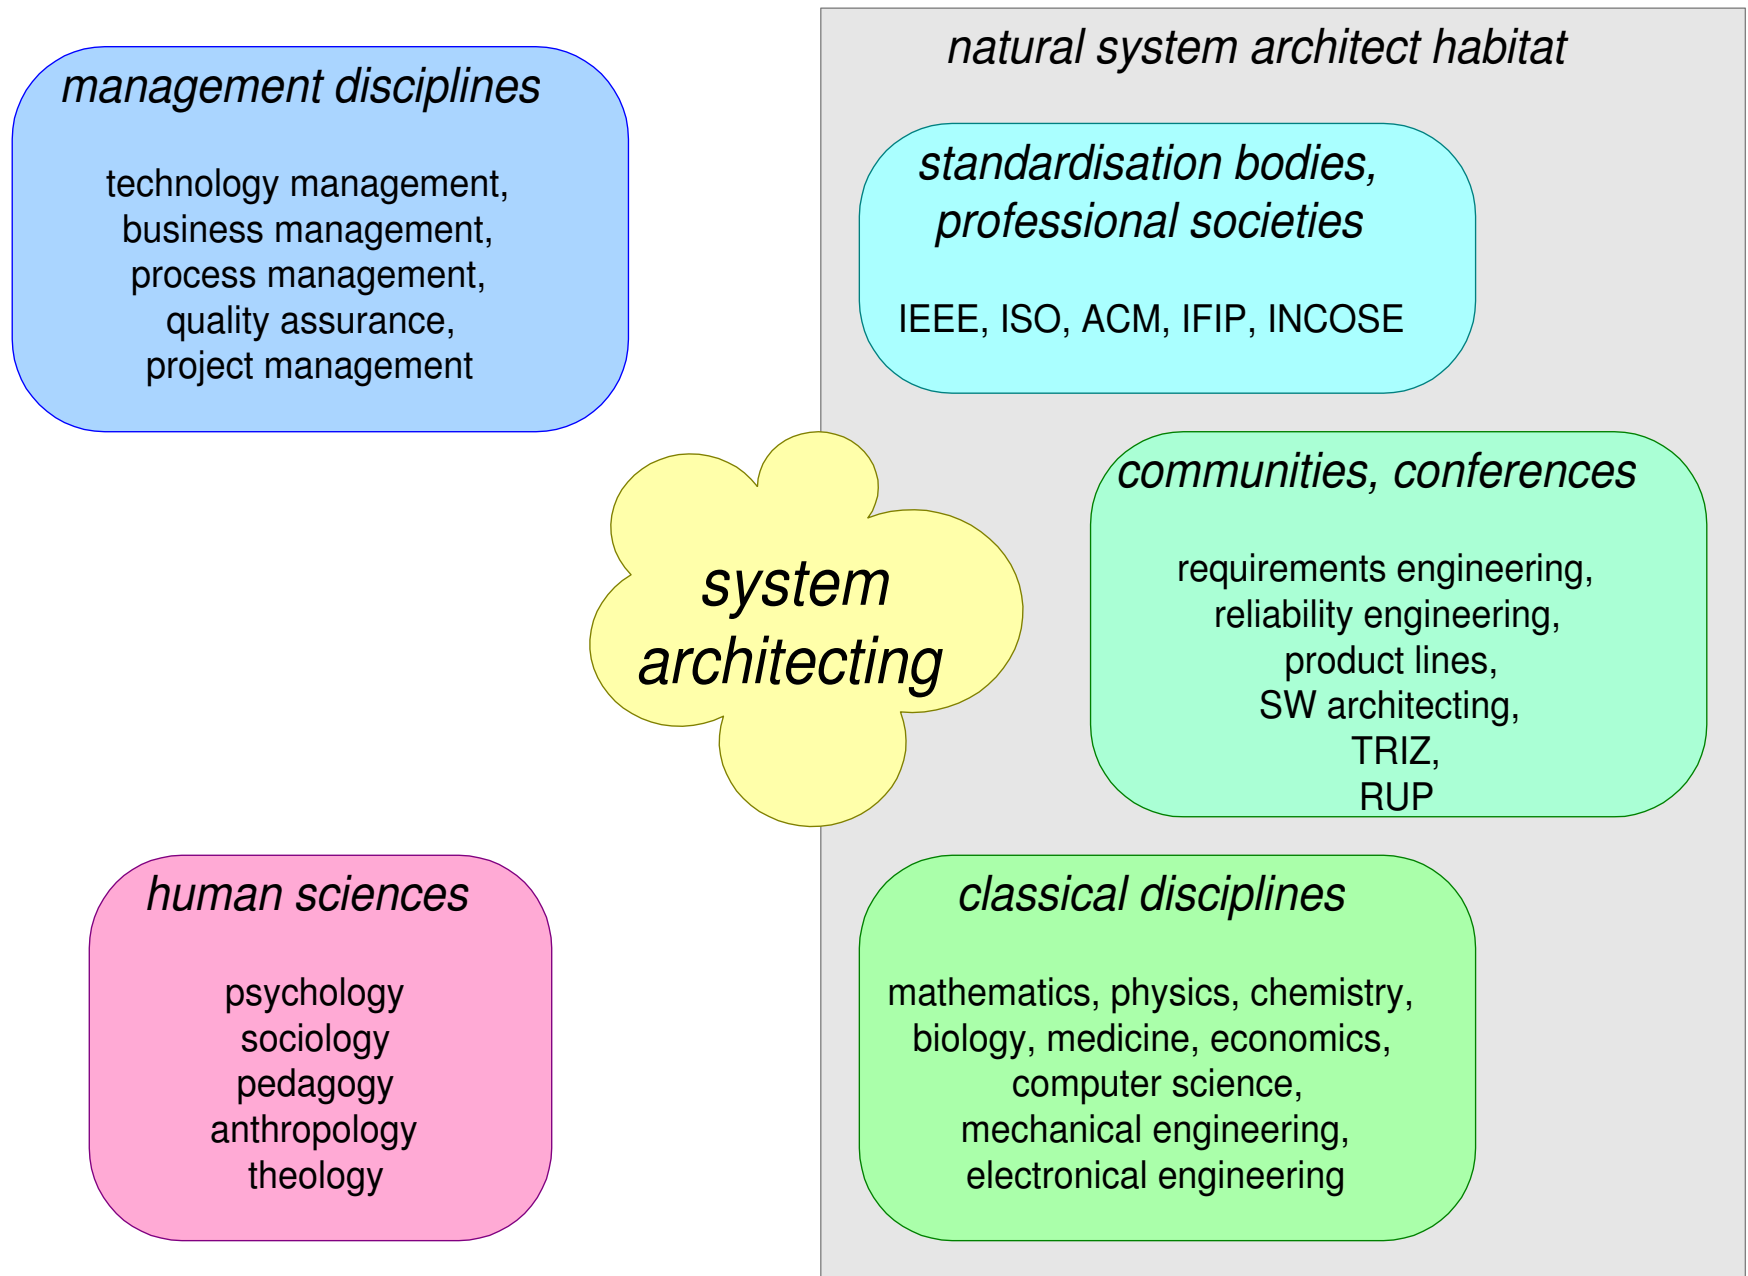 management disciplines
technology management,
business management,
process management,
quality assurance,
project management
natural system architect habitat
standardisation bodies,
professional societies
IEEE, ISO, ACM, IFIP, INCOSE
system
architecting
communities, conferences
requirements engineering,
reliability engineering,
product lines,
SW architecting,
TRIZ,
RUP
human sciences
psychology
sociology
pedagogy
anthropology
theology
classical disciplines
mathematics, physics, chemistry,
biology, medicine, economics,
computer science,
mechanical engineering,
electronical engineering